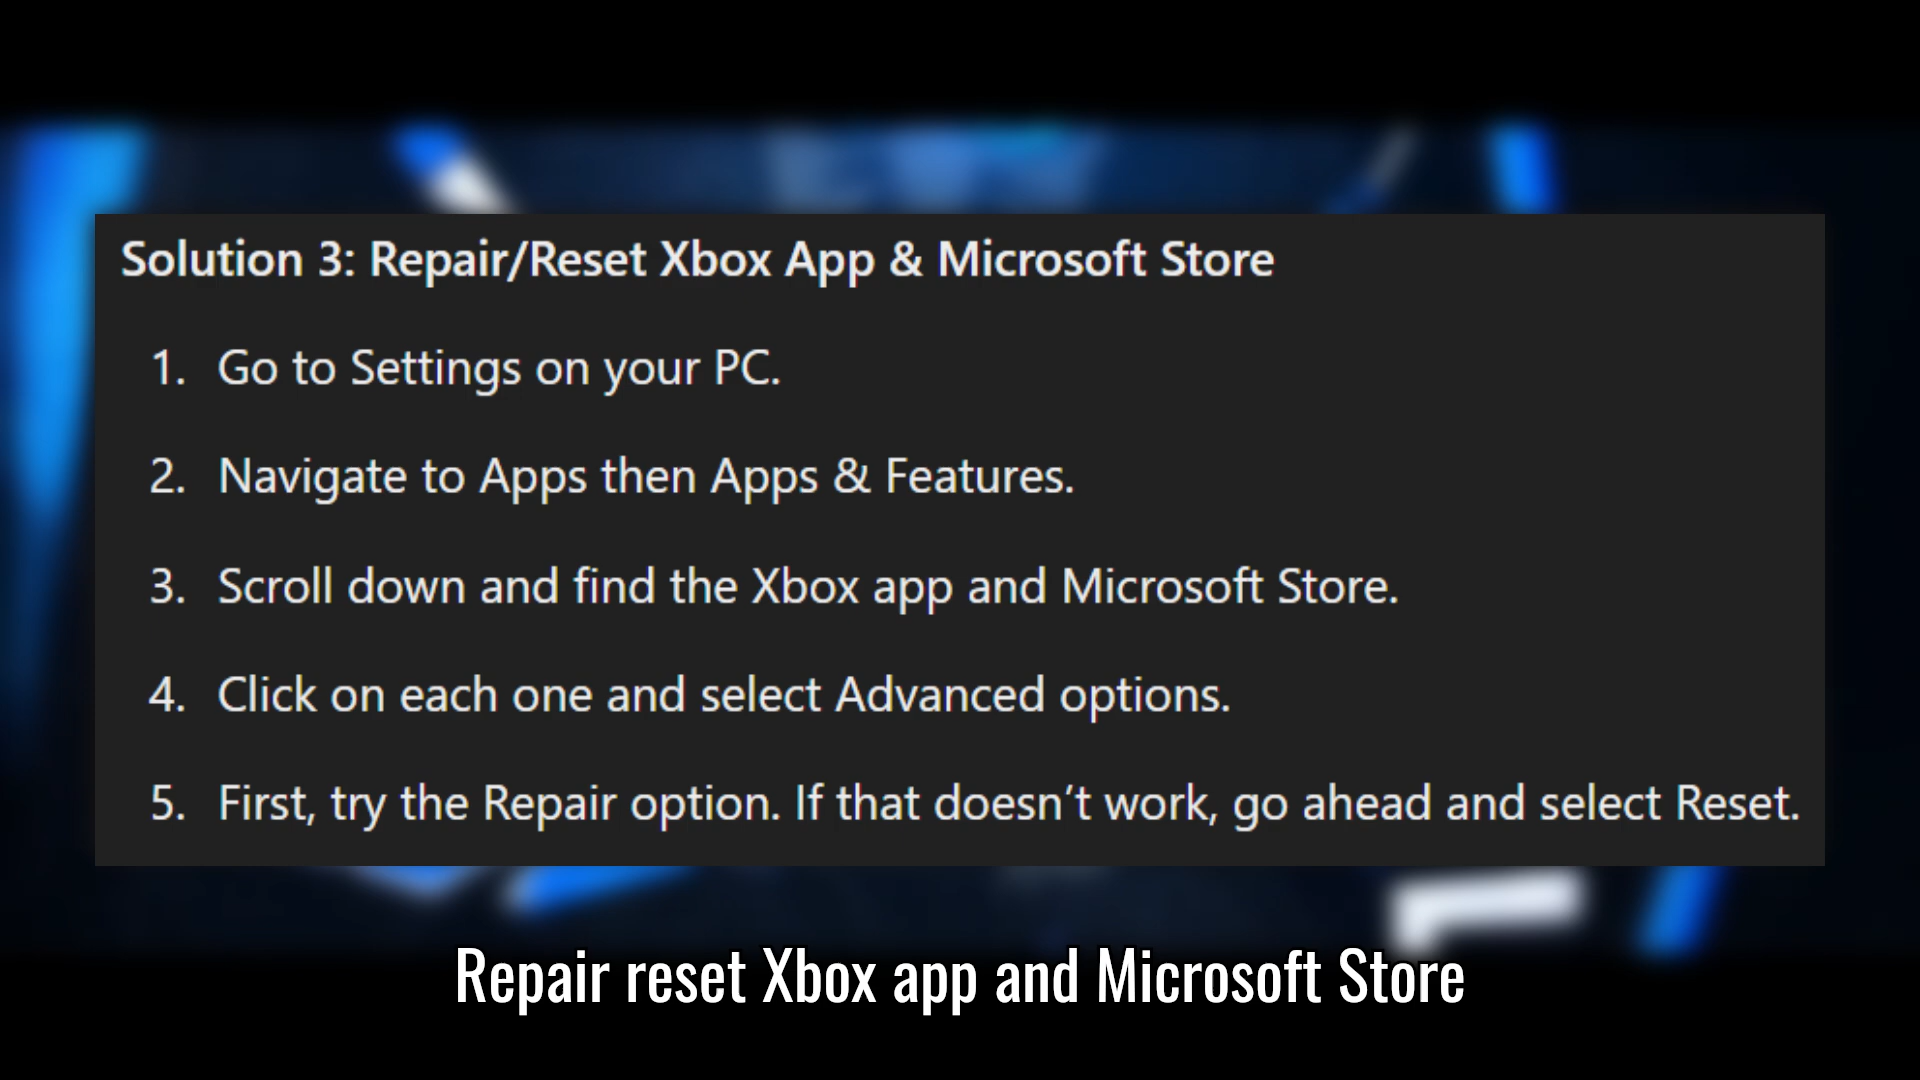 Solution 3: Repair/Reset Xbox App & Microsoft Store
1. Go to Settings on your PC.
2. Navigate to Apps then Apps & Features.
3. Scroll down and find the Xbox app and Microsoft Store.
4. Click on each one and select Advanced options.
5. First, try the Repair option. If that doesn’t work, go ahead and select Reset.
Repair reset Xbox app and Microsoft Store